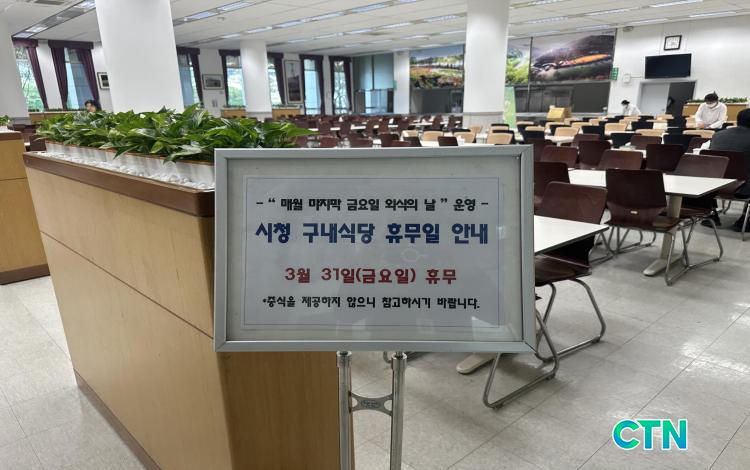 - “ 매월 마지막 금요일 외식의 날 ” 운영 -
시청 구내식당 휴무일 안내
3월 31일(금요일) 휴무
*중식을 제공하지 않으니 참고하시기 바랍니다.
CTN